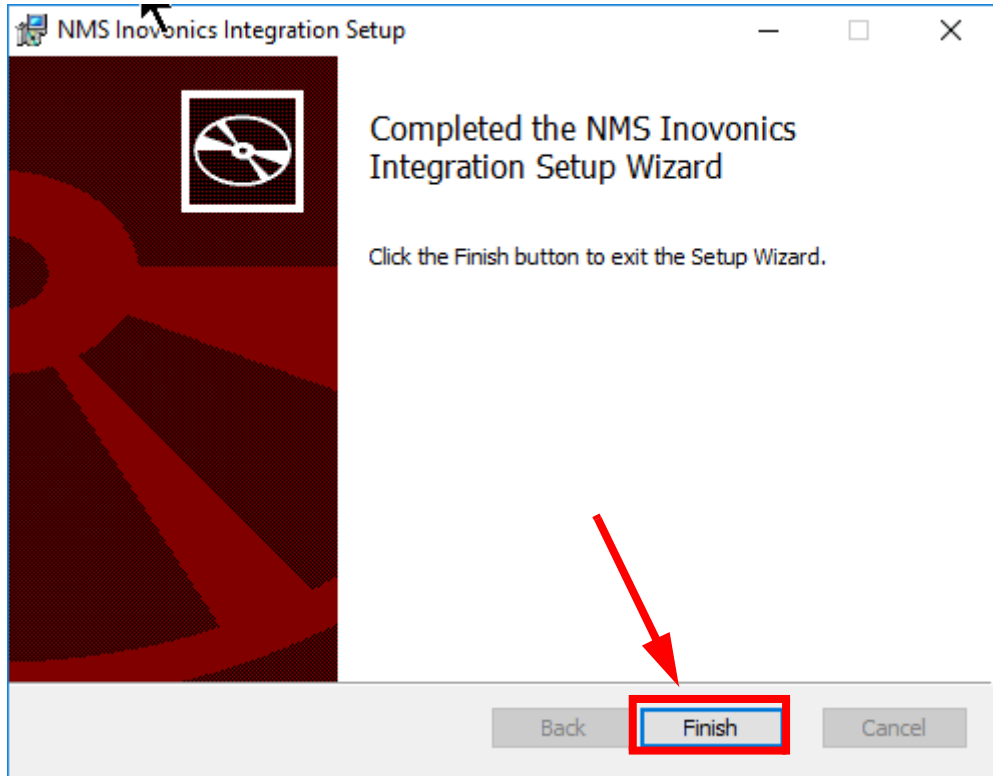 NMS Inovonics Integration Setup
Completed the NMS Inovonics
Integration Setup Wizard
Click the Finish button to exit the Setup Wizard.
Back Finish Cancel